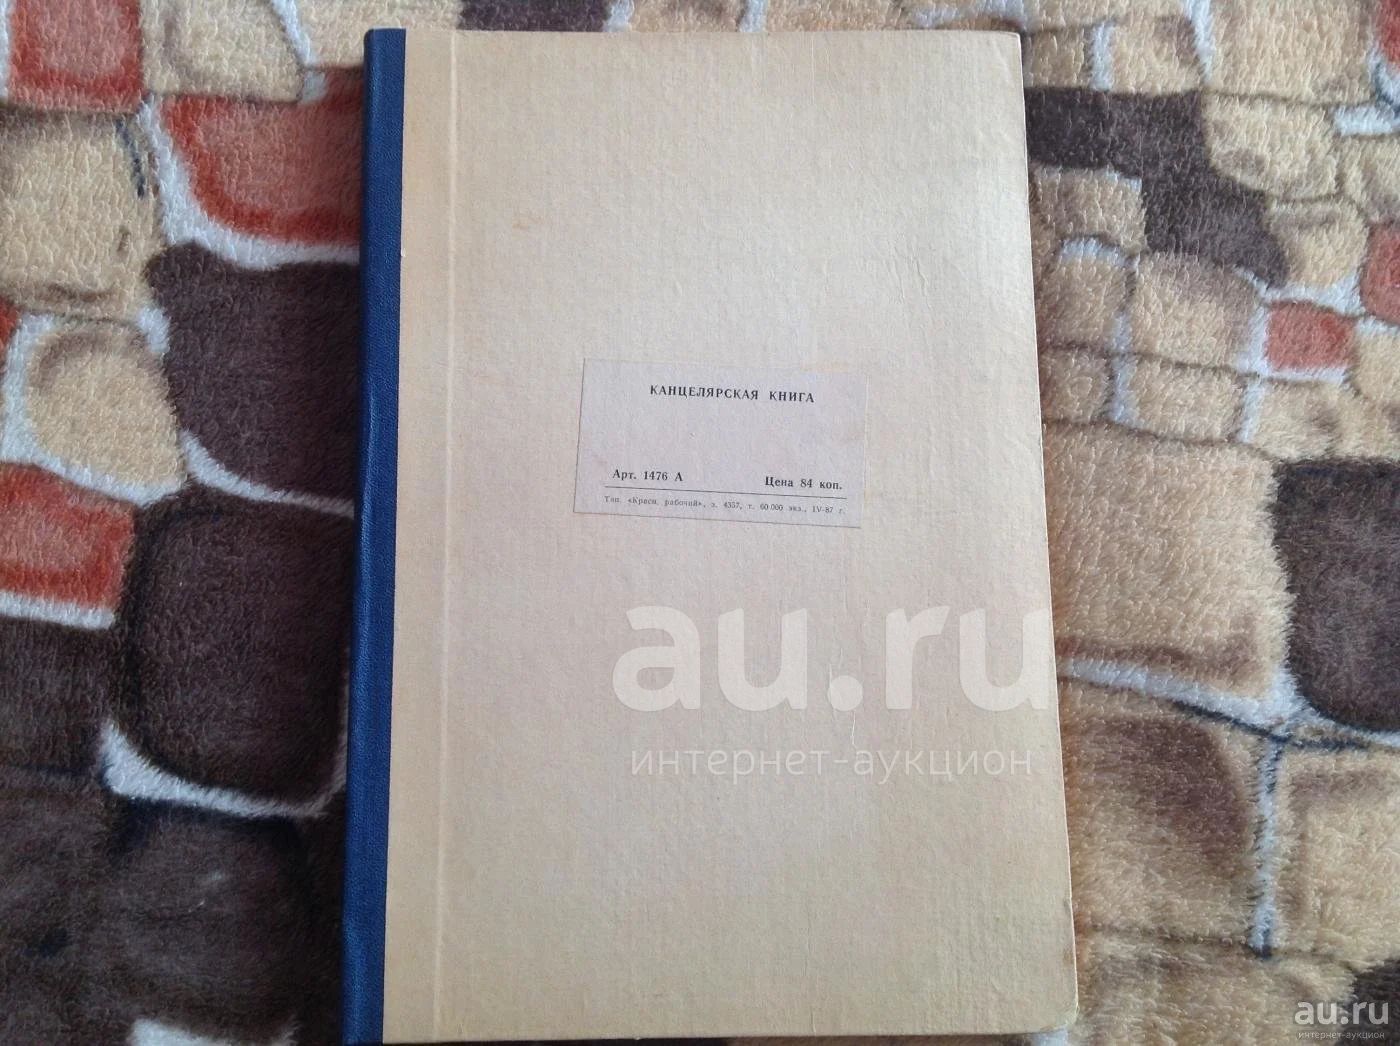 КАНЦЕЛЯРСКАЯ КНИГА
Арт. 1476 А Цена 84 коп.
Тип. «Красн. рабочий», з. 4357, т. 60 000 экз., IV-87 г.
au.ru
интернет-аукцион
au.ru
интернет-аукцион